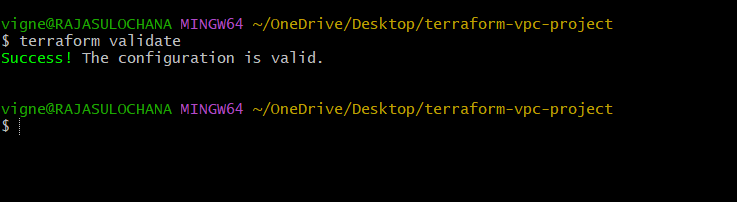 vigne@RAJASULOCHANA MINGW64 ~/OneDrive/Desktop/terraform-vpc-project
$ terraform validate
Success! The configuration is valid.
vigne@RAJASULOCHANA MINGW64 ~/OneDrive/Desktop/terraform-vpc-project
$